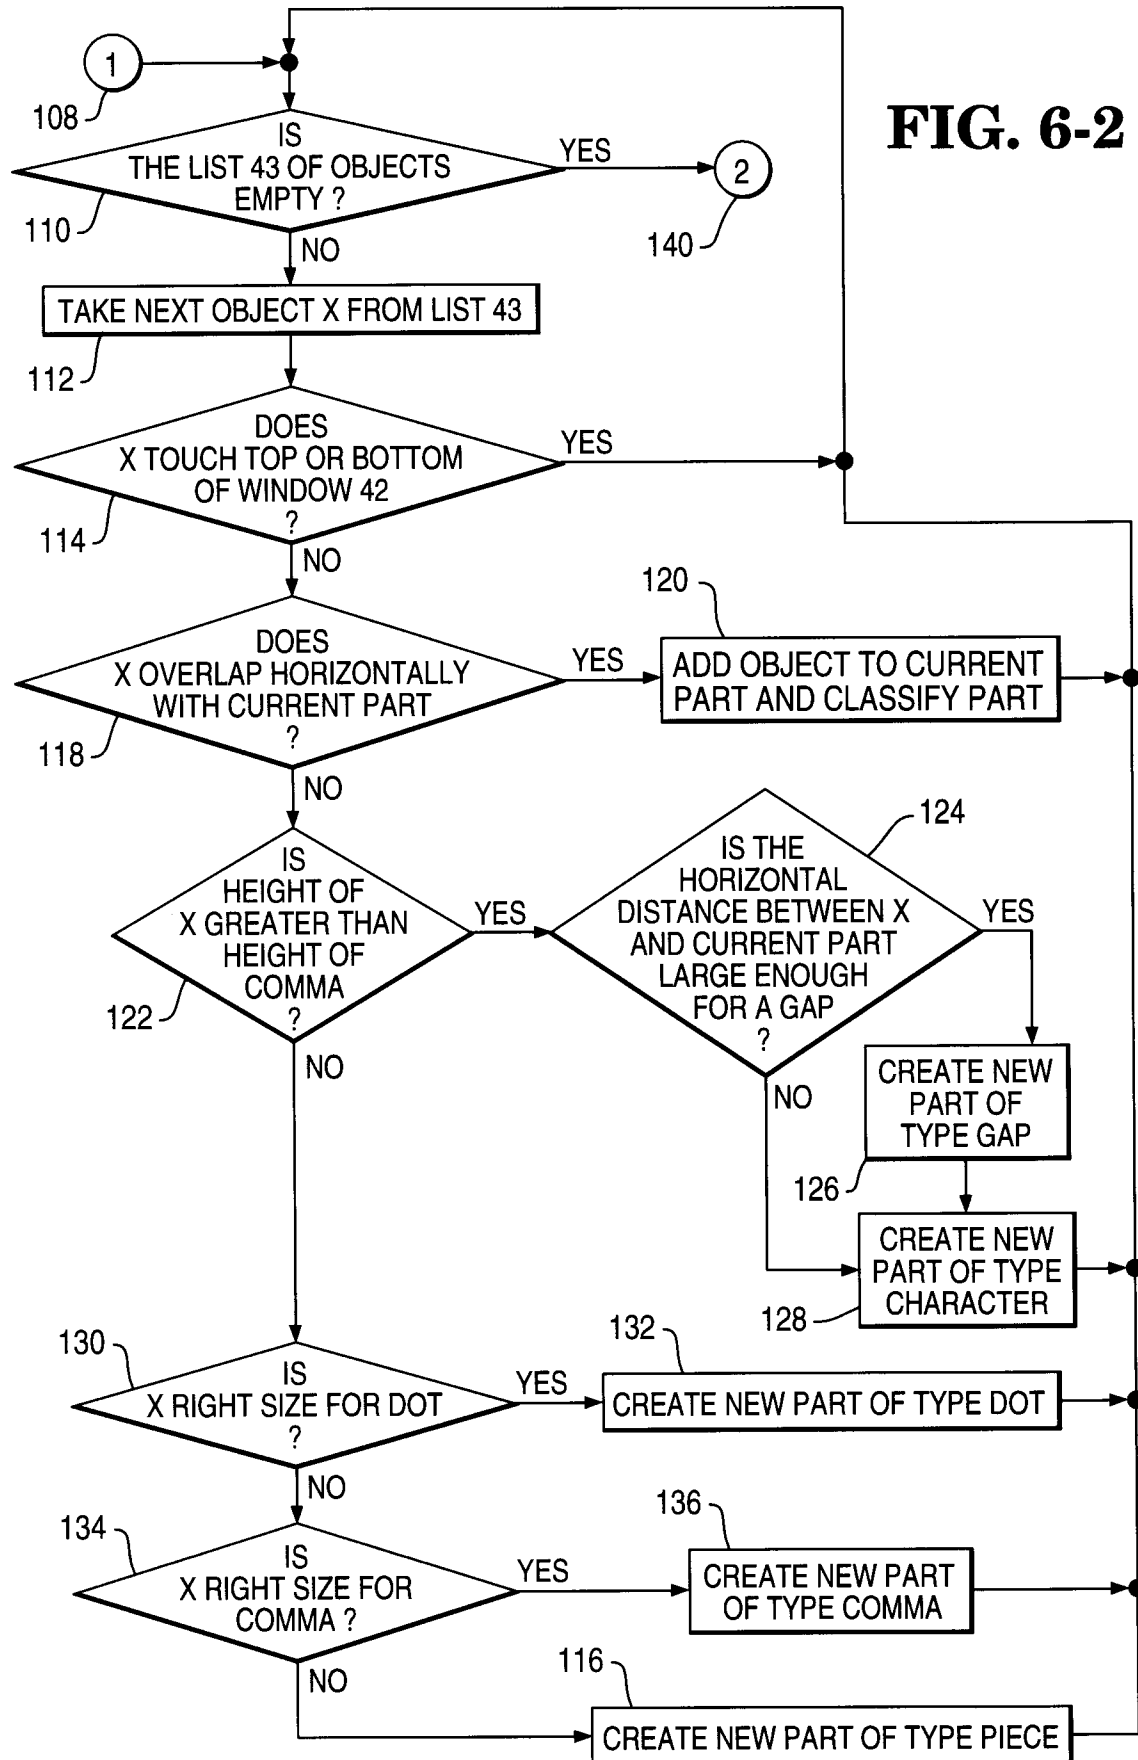 1
108
FIG. 6-2
IS
THE LIST 43 OF OBJECTS
EMPTY ?
YES
2
110
140
NO
TAKE NEXT OBJECT X FROM LIST 43
112
DOES
X TOUCH TOP OR BOTTOM
OF WINDOW 42
?
YES
114
NO
DOES
X OVERLAP HORIZONTALLY
WITH CURRENT PART
?
YES
120
ADD OBJECT TO CURRENT
PART AND CLASSIFY PART
118
NO
IS
HEIGHT OF
X GREATER THAN
HEIGHT OF
COMMA
?
YES
122
NO
124
IS THE
HORIZONTAL
DISTANCE BETWEEN X
AND CURRENT PART
LARGE ENOUGH
FOR A GAP
?
YES
NO
CREATE NEW
PART OF
TYPE GAP
126
CREATE NEW
PART OF TYPE
CHARACTER
128
130
IS
X RIGHT SIZE FOR DOT
?
YES
132
CREATE NEW PART OF TYPE DOT
NO
134
IS
X RIGHT SIZE FOR
COMMA ?
YES
136
CREATE NEW PART
OF TYPE COMMA
NO
116
CREATE NEW PART OF TYPE PIECE